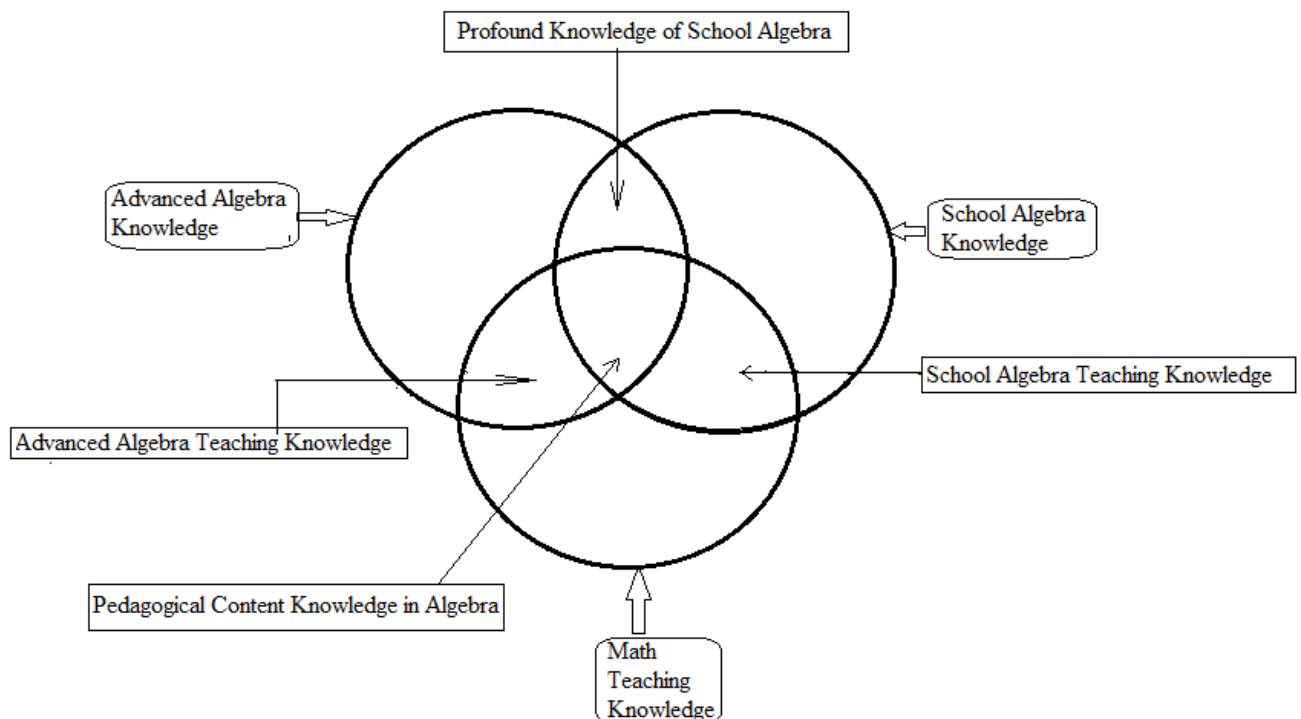 Profound Knowledge of School Algebra
Advanced Algebra
Knowledge
School Algebra
Knowledge
School Algebra Teaching Knowledge
Advanced Algebra Teaching Knowledge
Pedagogical Content Knowledge in Algebra
Math
Teaching
Knowledge